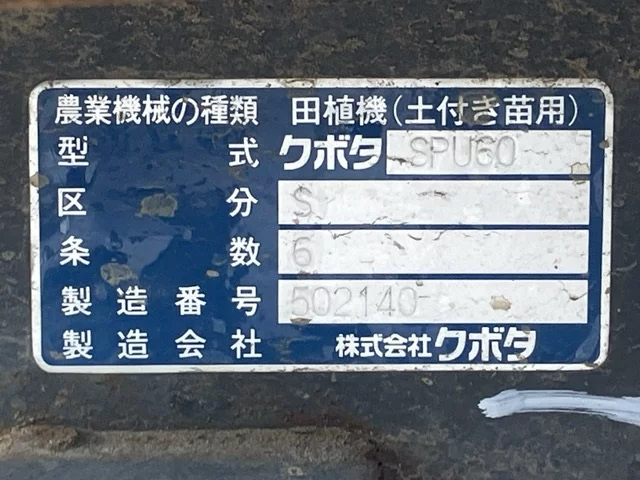 農業機械の種類 田植機(土付き苗用)
型式 クボタ SPU60
区分 S
条数 6
製造番号 502140
製造会社 株式会社クボタ